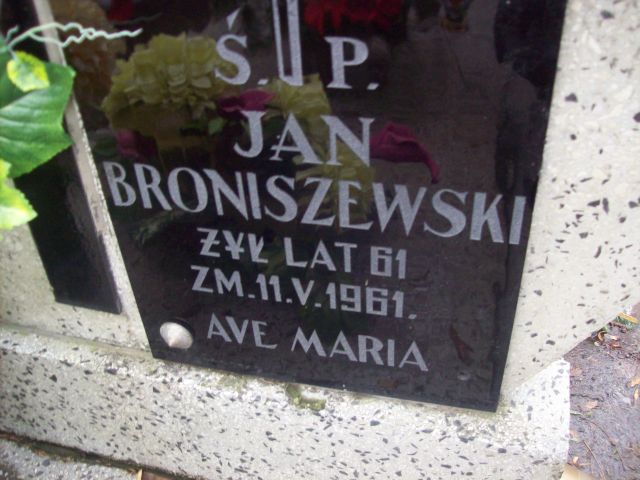 Ś. P.
JAN
BRONISZEWSKI
ŻYŁ LAT 61
ZM. 11.V.1961.
AVE MARIA